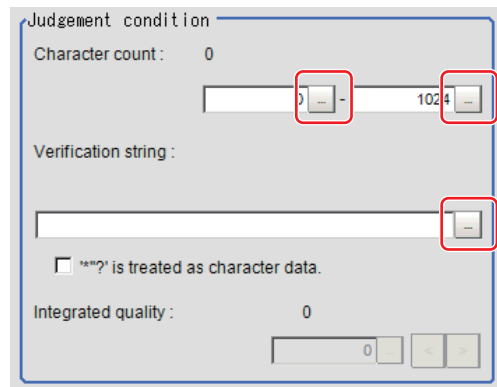 Judgement condition
Character count : 0
0 ... - 1024 ...
Verification string :
...
'*''?' is treated as character data.
Integrated quality : 0
0 ... < >